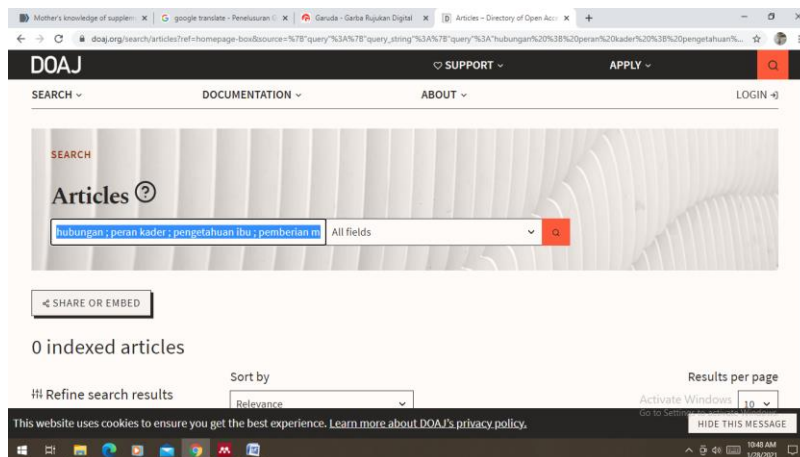 Mother's knowledge of supplem
google translate - Penelusuran G
Garuda - Garba Rujukan Digital
Articles – Directory of Open Acce
doaj.org/search/articles?ref=homepage-box&source=%7B"query"%3A%7B"query_string"%3A%7B"query"%3A"hubungan%20%3B%20peran%20kader%20%3B%20pengetahuan%...
DOAJ
SUPPORT
APPLY
SEARCH
DOCUMENTATION
ABOUT
LOGIN
SEARCH
Articles ?
hubungan ; peran kader ; pengetahuan ibu ; pemberian m
All fields
SHARE OR EMBED
0 indexed articles
Sort by
Results per page
Refine search results
Relevance
10
Activate Windows
Go to Settings to activate Windows.
This website uses cookies to ensure you get the best experience. Learn more about DOAJ's privacy policy.
HIDE THIS MESSAGE
10:48 AM
1/28/2021